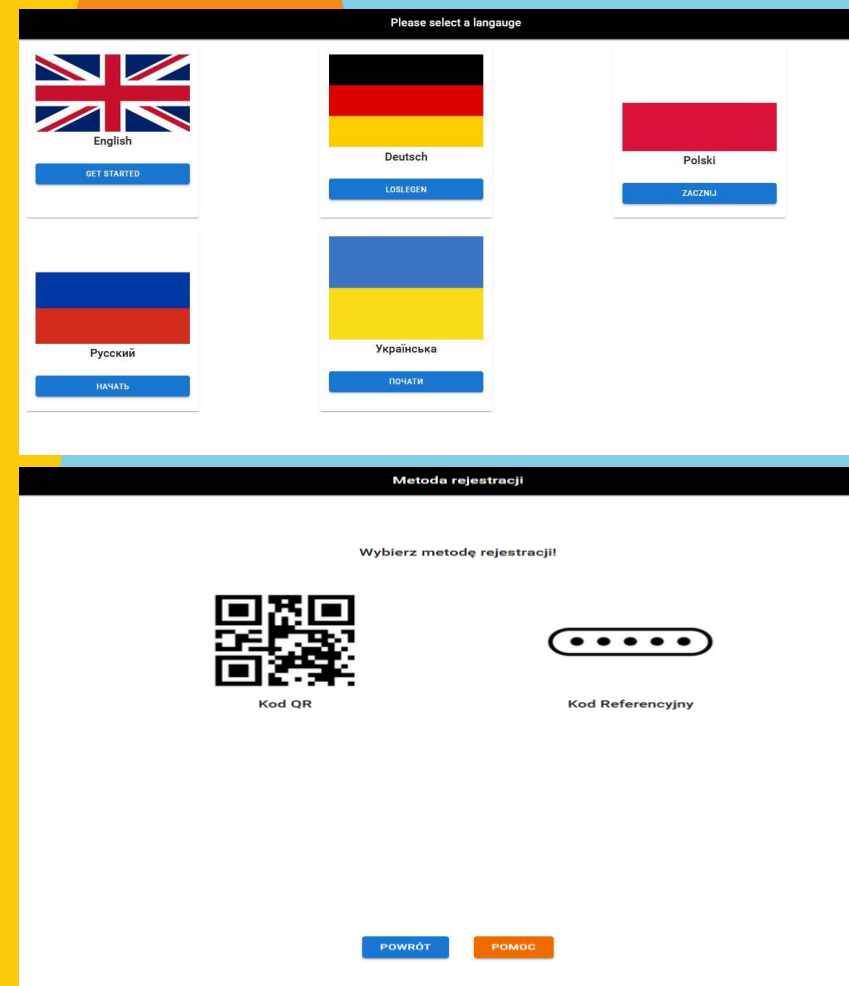 Please select a langauge
English
GET STARTED
Deutsch
LOSLEGEN
Polski
ZACZNIJ
Русский
НАЧАТЬ
Українська
ПОЧАТИ
Metoda rejestracji
Wybierz metodę rejestracji!
Kod QR
Kod Referencyjny
POWRÓT
POMOC